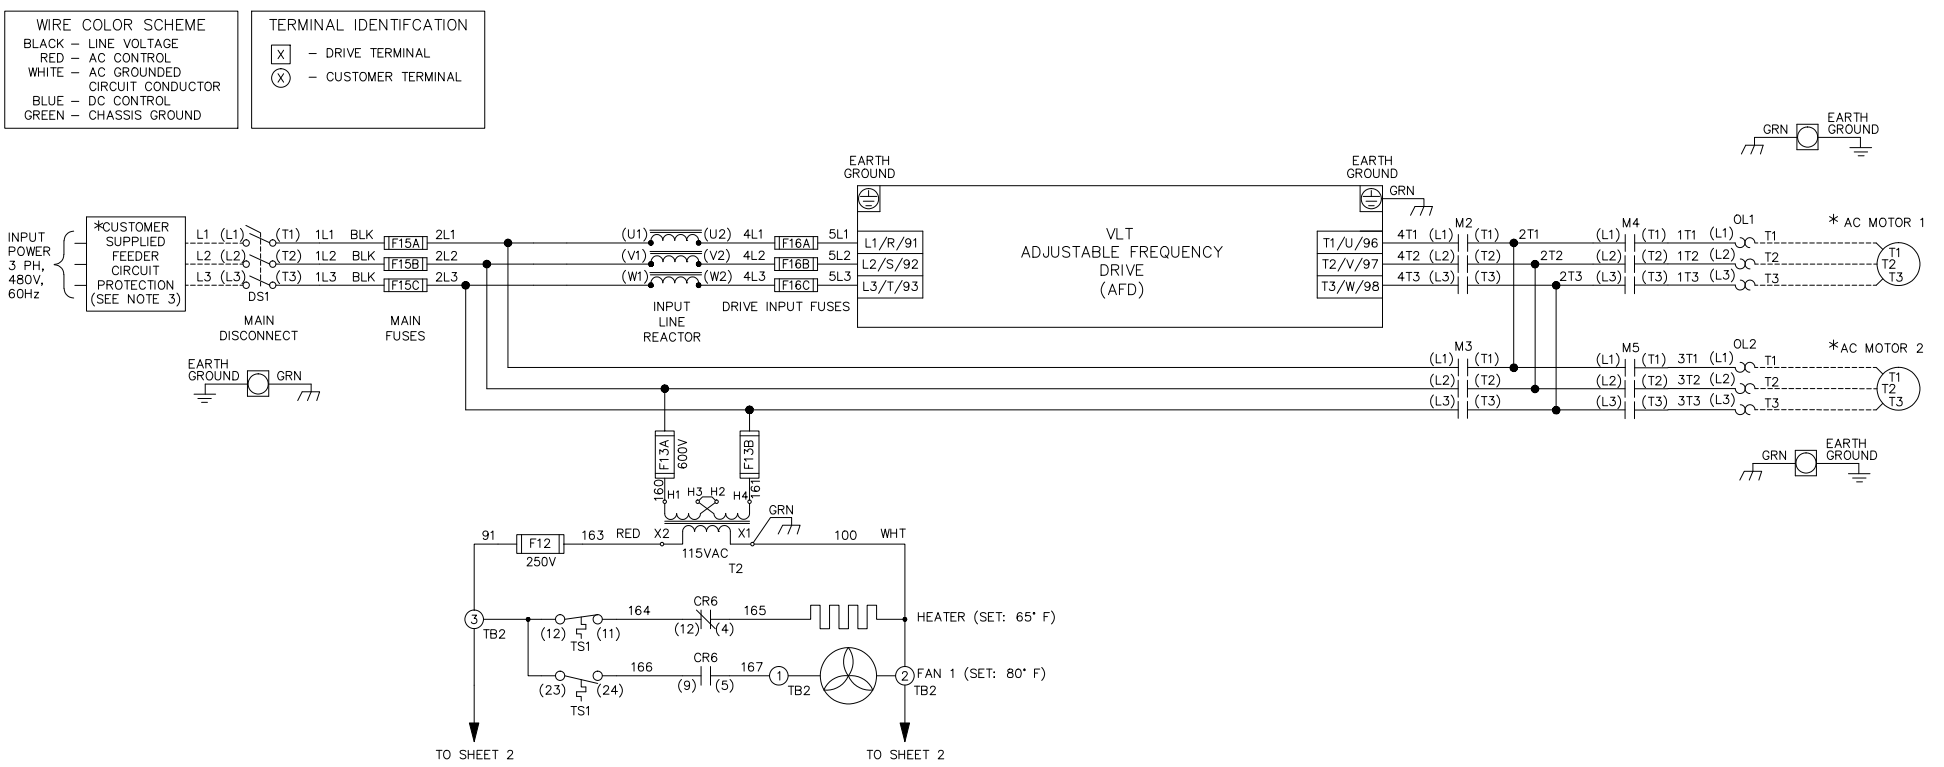 WIRE COLOR SCHEME
BLACK – LINE VOLTAGE
RED – AC CONTROL
WHITE – AC GROUNDED
CIRCUIT CONDUCTOR
BLUE – DC CONTROL
GREEN – CHASSIS GROUND
TERMINAL IDENTIFCATION
X – DRIVE TERMINAL
X – CUSTOMER TERMINAL
GRN
EARTH
GROUND
EARTH
GROUND
EARTH
GROUND
GRN
INPUT
POWER
3 PH,
480V,
60Hz
*CUSTOMER
SUPPLIED
FEEDER
CIRCUIT
PROTECTION
(SEE NOTE 3)
L1 (L1) (T1) 1L1 BLK F15A 2L1 (U1) (U2) 4L1 F16A 5L1 L1/R/91
L2 (L2) (T2) 1L2 BLK F15B 2L2 (V1) (V2) 4L2 F16B 5L2 L2/S/92
L3 (L3) (T3) 1L3 BLK F15C 2L3 (W1) (W2) 4L3 F16C 5L3 L3/T/93
DS1
MAIN
DISCONNECT
MAIN
FUSES
INPUT
LINE
REACTOR
DRIVE INPUT FUSES
VLT
ADJUSTABLE FREQUENCY
DRIVE
(AFD)
M2 M4 OL1 * AC MOTOR 1
T1/U/96 4T1 (L1) (T1) 2T1 (L1) (T1) 1T1 (L1) T1
T2/V/97 4T2 (L2) (T2) 2T2 (L2) (T2) 1T2 (L2) T2
T3/W/98 4T3 (L3) (T3) 2T3 (L3) (T3) 1T3 (L3) T3
T1
T2
T3
EARTH
GROUND
GRN
M3 M5 OL2 *AC MOTOR 2
(L1) (T1) (L1) (T1) 3T1 (L1) T1
(L2) (T2) (L2) (T2) 3T2 (L2) T2
(L3) (T3) (L3) (T3) 3T3 (L3) T3
T1
T2
T3
GRN
EARTH
GROUND
F13A
600V
F13B
160 H1 H3 H2 H4 161
GRN
91 F12 163 RED X2 X1 100 WHT
250V
115VAC
T2
3
TB2
(12) (11)
TS1
164
CR6
(12) (4)
165
HEATER (SET: 65° F)
(23) (24)
TS1
166
CR6
(9) (5)
167
1
TB2
2
TB2
FAN 1 (SET: 80° F)
TO SHEET 2
TO SHEET 2